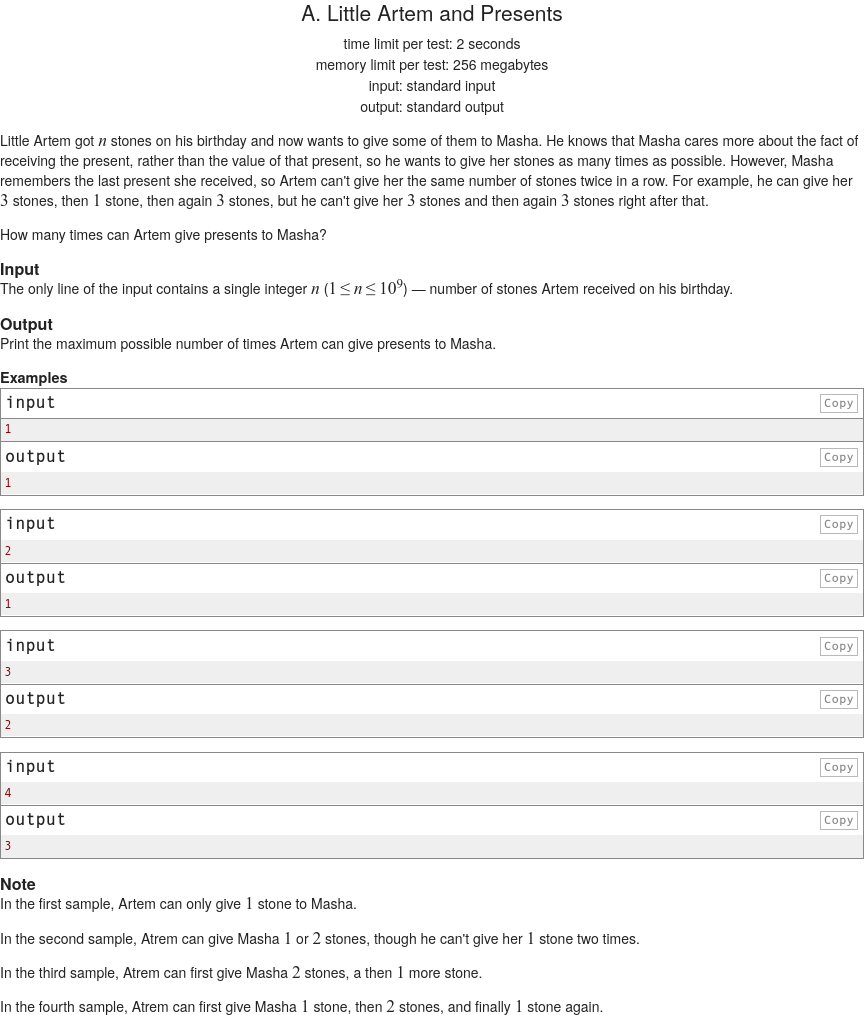 A. Little Artem and Presents
time limit per test: 2 seconds
memory limit per test: 256 megabytes
input: standard input
output: standard output
Little Artem got n stones on his birthday and now wants to give some of them to Masha. He knows that Masha cares more about the fact of
receiving the present, rather than the value of that present, so he wants to give her stones as many times as possible. However, Masha
remembers the last present she received, so Artem can't give her the same number of stones twice in a row. For example, he can give her
3 stones, then 1 stone, then again 3 stones, but he can't give her 3 stones and then again 3 stones right after that.
How many times can Artem give presents to Masha?
Input
The only line of the input contains a single integer n (1 ≤ n ≤ 10⁹) — number of stones Artem received on his birthday.
Output
Print the maximum possible number of times Artem can give presents to Masha.
Examples
input Copy
1
output Copy
1
input Copy
2
output Copy
1
input Copy
3
output Copy
2
input Copy
4
output Copy
3
Note
In the first sample, Artem can only give 1 stone to Masha.
In the second sample, Atrem can give Masha 1 or 2 stones, though he can't give her 1 stone two times.
In the third sample, Atrem can first give Masha 2 stones, a then 1 more stone.
In the fourth sample, Atrem can first give Masha 1 stone, then 2 stones, and finally 1 stone again.